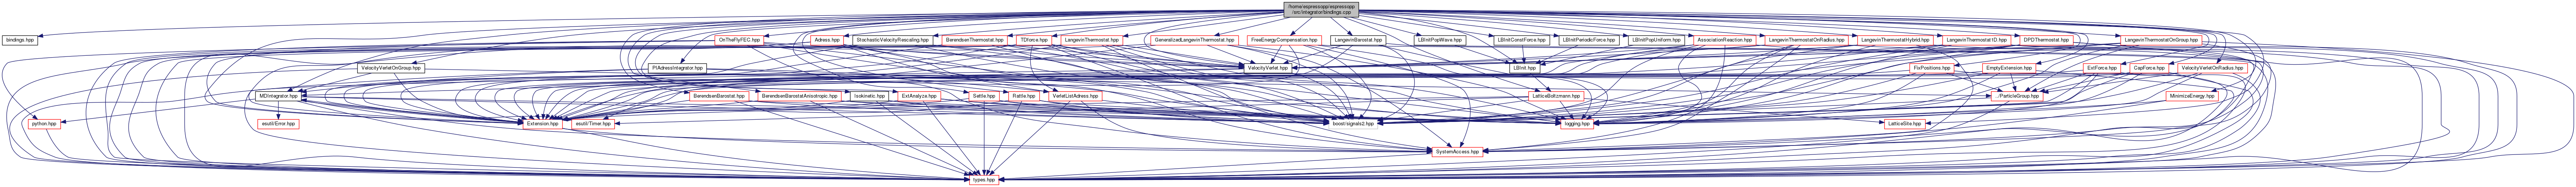 /home/espressopp/espressopp
/src/integrator/bindings.cpp
bindings.hpp
OnTheFlyFEC.hpp
Adress.hpp
StochasticVelocityRescaling.hpp
BerendsenThermostat.hpp
TDforce.hpp
LangevinThermostat.hpp
GeneralizedLangevinThermostat.hpp
FreeEnergyCompensation.hpp
LangevinBarostat.hpp
LBInitPopWave.hpp
LBInitConstForce.hpp
LBInitPeriodicForce.hpp
LBInitPopUniform.hpp
AssociationReaction.hpp
LangevinThermostatOnRadius.hpp
LangevinThermostatHybrid.hpp
LangevinThermostat1D.hpp
DPDThermostat.hpp
LangevinThermostatOnGroup.hpp
VelocityVerletOnGroup.hpp
PIAdressIntegrator.hpp
VelocityVerlet.hpp
LBInit.hpp
FixPositions.hpp
EmptyExtension.hpp
ExtForce.hpp
CapForce.hpp
VelocityVerletOnRadius.hpp
MDIntegrator.hpp
BerendsenBarostat.hpp
BerendsenBarostatAnisotropic.hpp
Isokinetic.hpp
ExtAnalyze.hpp
Settle.hpp
Rattle.hpp
VerletListAdress.hpp
LatticeBoltzmann.hpp
../ParticleGroup.hpp
MinimizeEnergy.hpp
python.hpp
esutil/Error.hpp
Extension.hpp
esutil/Timer.hpp
boost/signals2.hpp
logging.hpp
LatticeSite.hpp
SystemAccess.hpp
types.hpp